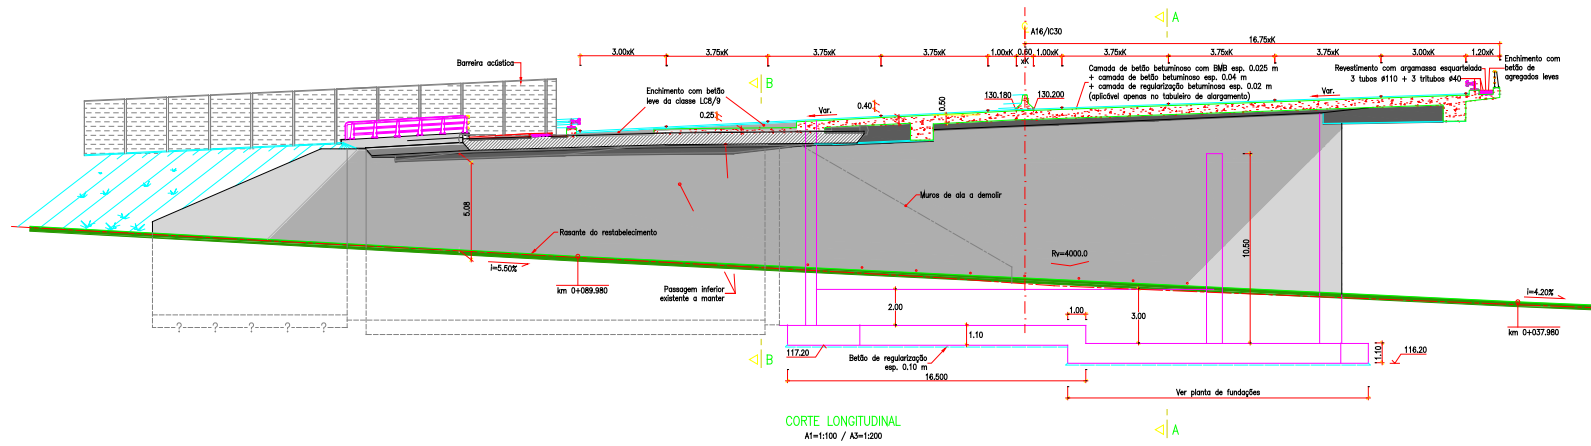 A
A16/IC30
16.75xK
3.00xK
3.75xK
3.75xK
3.75xK
1.00xK
0.60
xK
1.00xK
3.75xK
3.75xK
3.75xK
3.00xK
1.20xK
Barreira acústica
B
Enchimento com betão
leve da classe LC8/9
0.25
Var.
0.40
0.50
130.180
130.200
Camada de betão betuminoso com BMB esp. 0.025 m
+ camada de betão betuminoso esp. 0.04 m
+ camada de regularização betuminosa esp. 0.02 m
(aplicável apenas no tabuleiro de alargamento)
Var.
Revestimento com argamassa esquartelada
3 tubos ø110 + 3 tritubos ø40
Enchimento com
betão de
agregados leves
5.08
Muros de ala a demolir
10.50
Rasante do restabelecimento
i=5.50%
km 0+089.980
Passagem inferior
existente a manter
Rv=4000.0
i=4.20%
km 0+037.980
2.00
1.00
3.00
1.10
1.10
? ? ? ? ?
B
117.20
Betão de regularização
esp. 0.10 m
116.20
16.500
Ver planta de fundações
CORTE LONGITUDINAL
A1=1:100 / A3=1:200
A